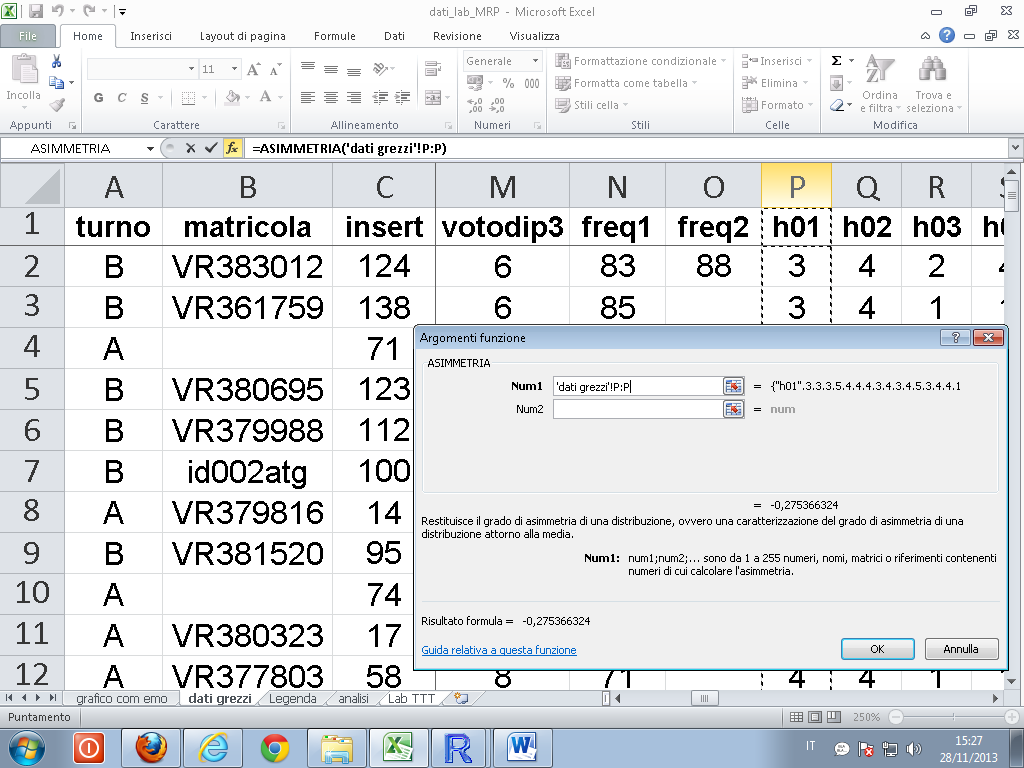 dati_lab_MRP - Microsoft Excel
File Home Inserisci Layout di pagina Formule Dati Revisione Visualizza
Incolla
Appunti
11
G C S
Carattere
Allineamento
Generale
% 000
Numeri
Formattazione condizionale
Formatta come tabella
Stili cella
Stili
Inserisci
Elimina
Formato
Celle
Ordina e filtra
Trova e seleziona
Modifica
ASIMMETRIA =ASIMMETRIA('dati grezzi'!P:P)
A B C M N O P Q R S
1 turno matricola insert votodip3 freq1 freq2 h01 h02 h03
2 B VR383012 124 6 83 88 3 4 2 4
3 B VR361759 138 6 85 3 4 1
4 A 71
5 B VR380695 123
6 B VR379988 112
7 B id002atg 100
8 A VR379816 14
9 B VR381520 95
10 A 74
11 A VR380323 17
12 A VR377803 58 8 71 4 4 1
Argomenti funzione
ASIMMETRIA
Num1 'dati grezzi'!P:P = {"h01".3.3.3.5.4.4.4.3.4.3.4.5.3.4.4.1
Num2 = num
= -0,275366324
Restituisce il grado di asimmetria di una distribuzione, ovvero una caratterizzazione del grado di asimmetria di una
distribuzione attorno alla media.
Num1: num1;num2;... sono da 1 a 255 numeri, nomi, matrici o riferimenti contenenti
numeri di cui calcolare l'asimmetria.
Risultato formula = -0,275366324
Guida relativa a questa funzione
OK Annulla
grafico con emo dati grezzi Legenda analisi Lab TTT
Puntamento 250%
IT 15:27
28/11/2013